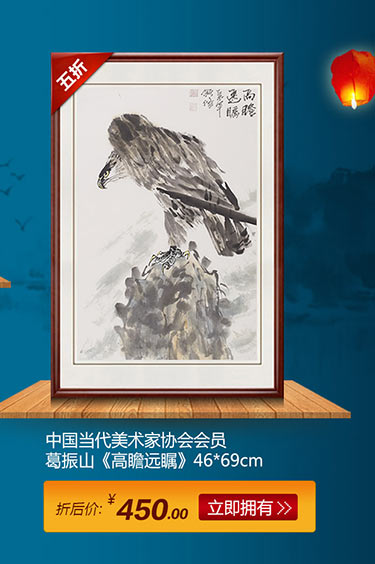 五折
高瞻
远瞩
中国当代美术家协会会员
葛振山《高瞻远瞩》46*69cm
折后价: ¥450.00 立即拥有 >>